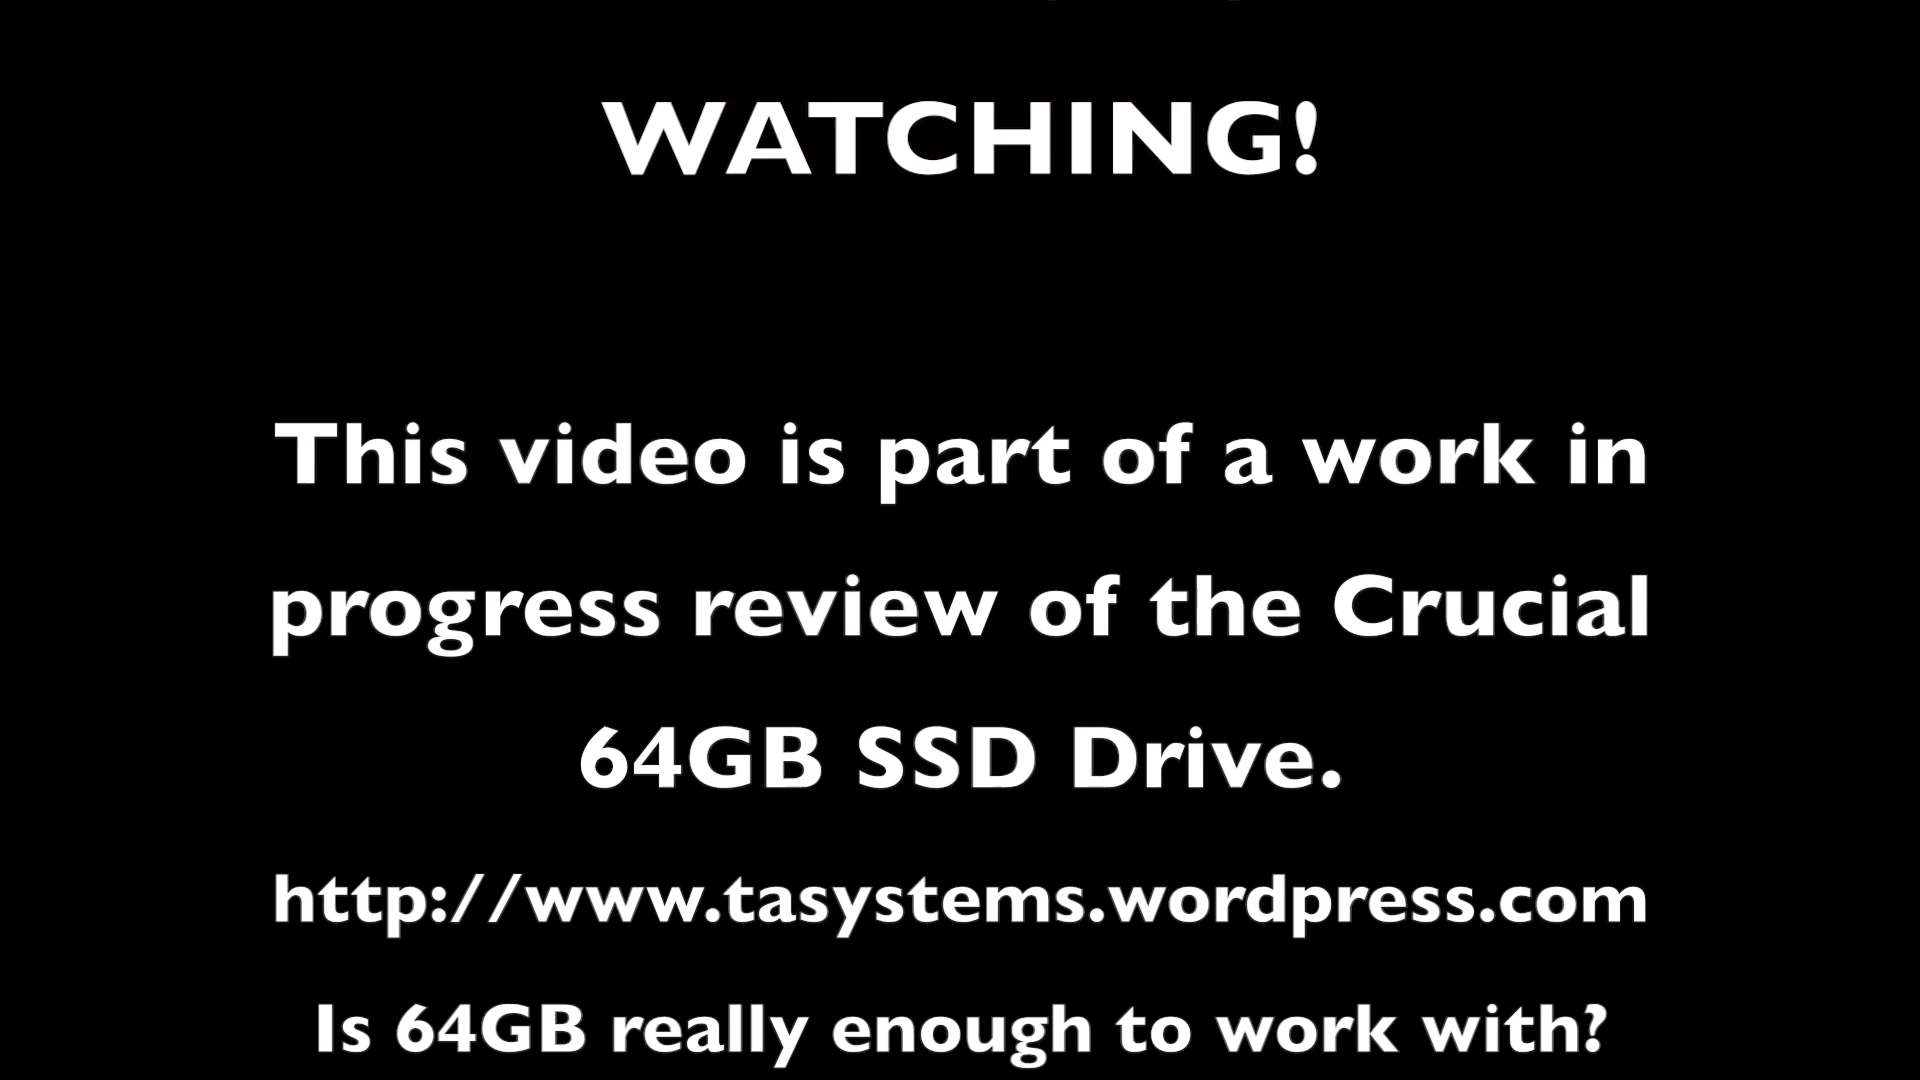 WATCHING!
This video is part of a work in
progress review of the Crucial
64GB SSD Drive.
http://www.tasystems.wordpress.com
Is 64GB really enough to work with?